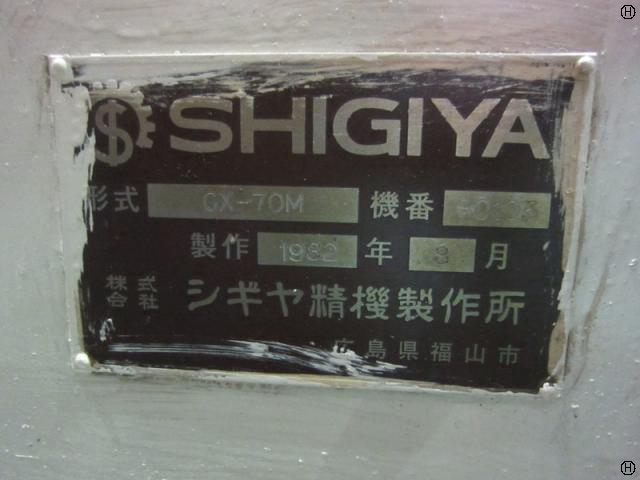 SHIGIYA
形式 GX-70M 機番
製作 1982 年 月
株式会社 シギヤ精機製作所
広島県福山市